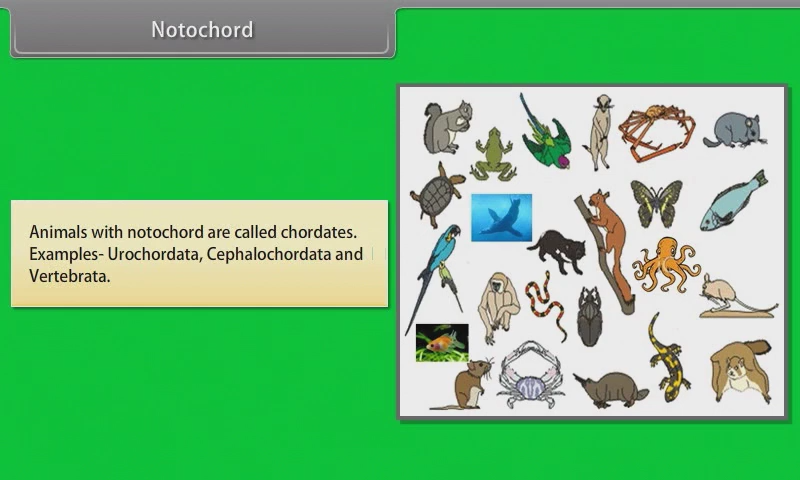 Notochord
Animals with notochord are called chordates.
Examples- Urochordata, Cephalochordata and
Vertebrata.